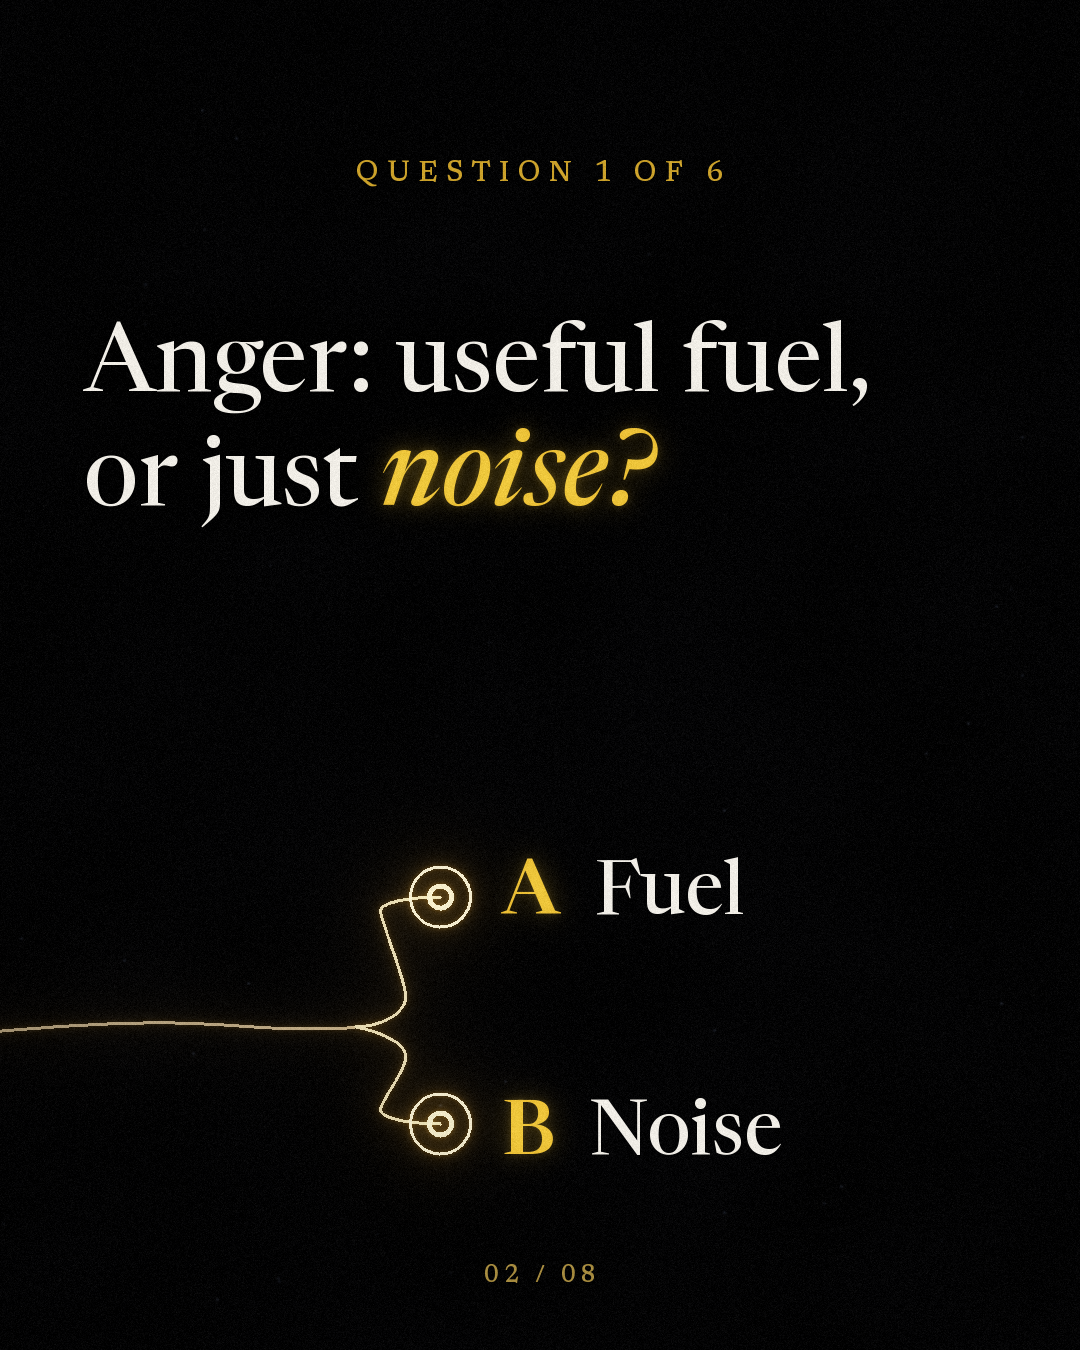 QUESTION 1 OF 6
Anger: useful fuel,
or just noise?
A Fuel
B Noise
02 / 08